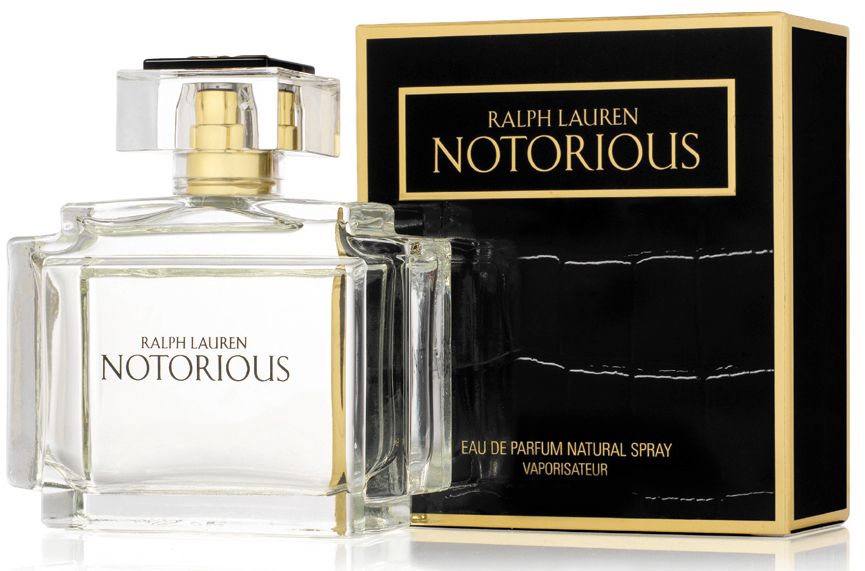 RALPH LAUREN
NOTORIOUS
RALPH LAUREN
NOTORIOUS
EAU DE PARFUM NATURAL SPRAY
VAPORISATEUR